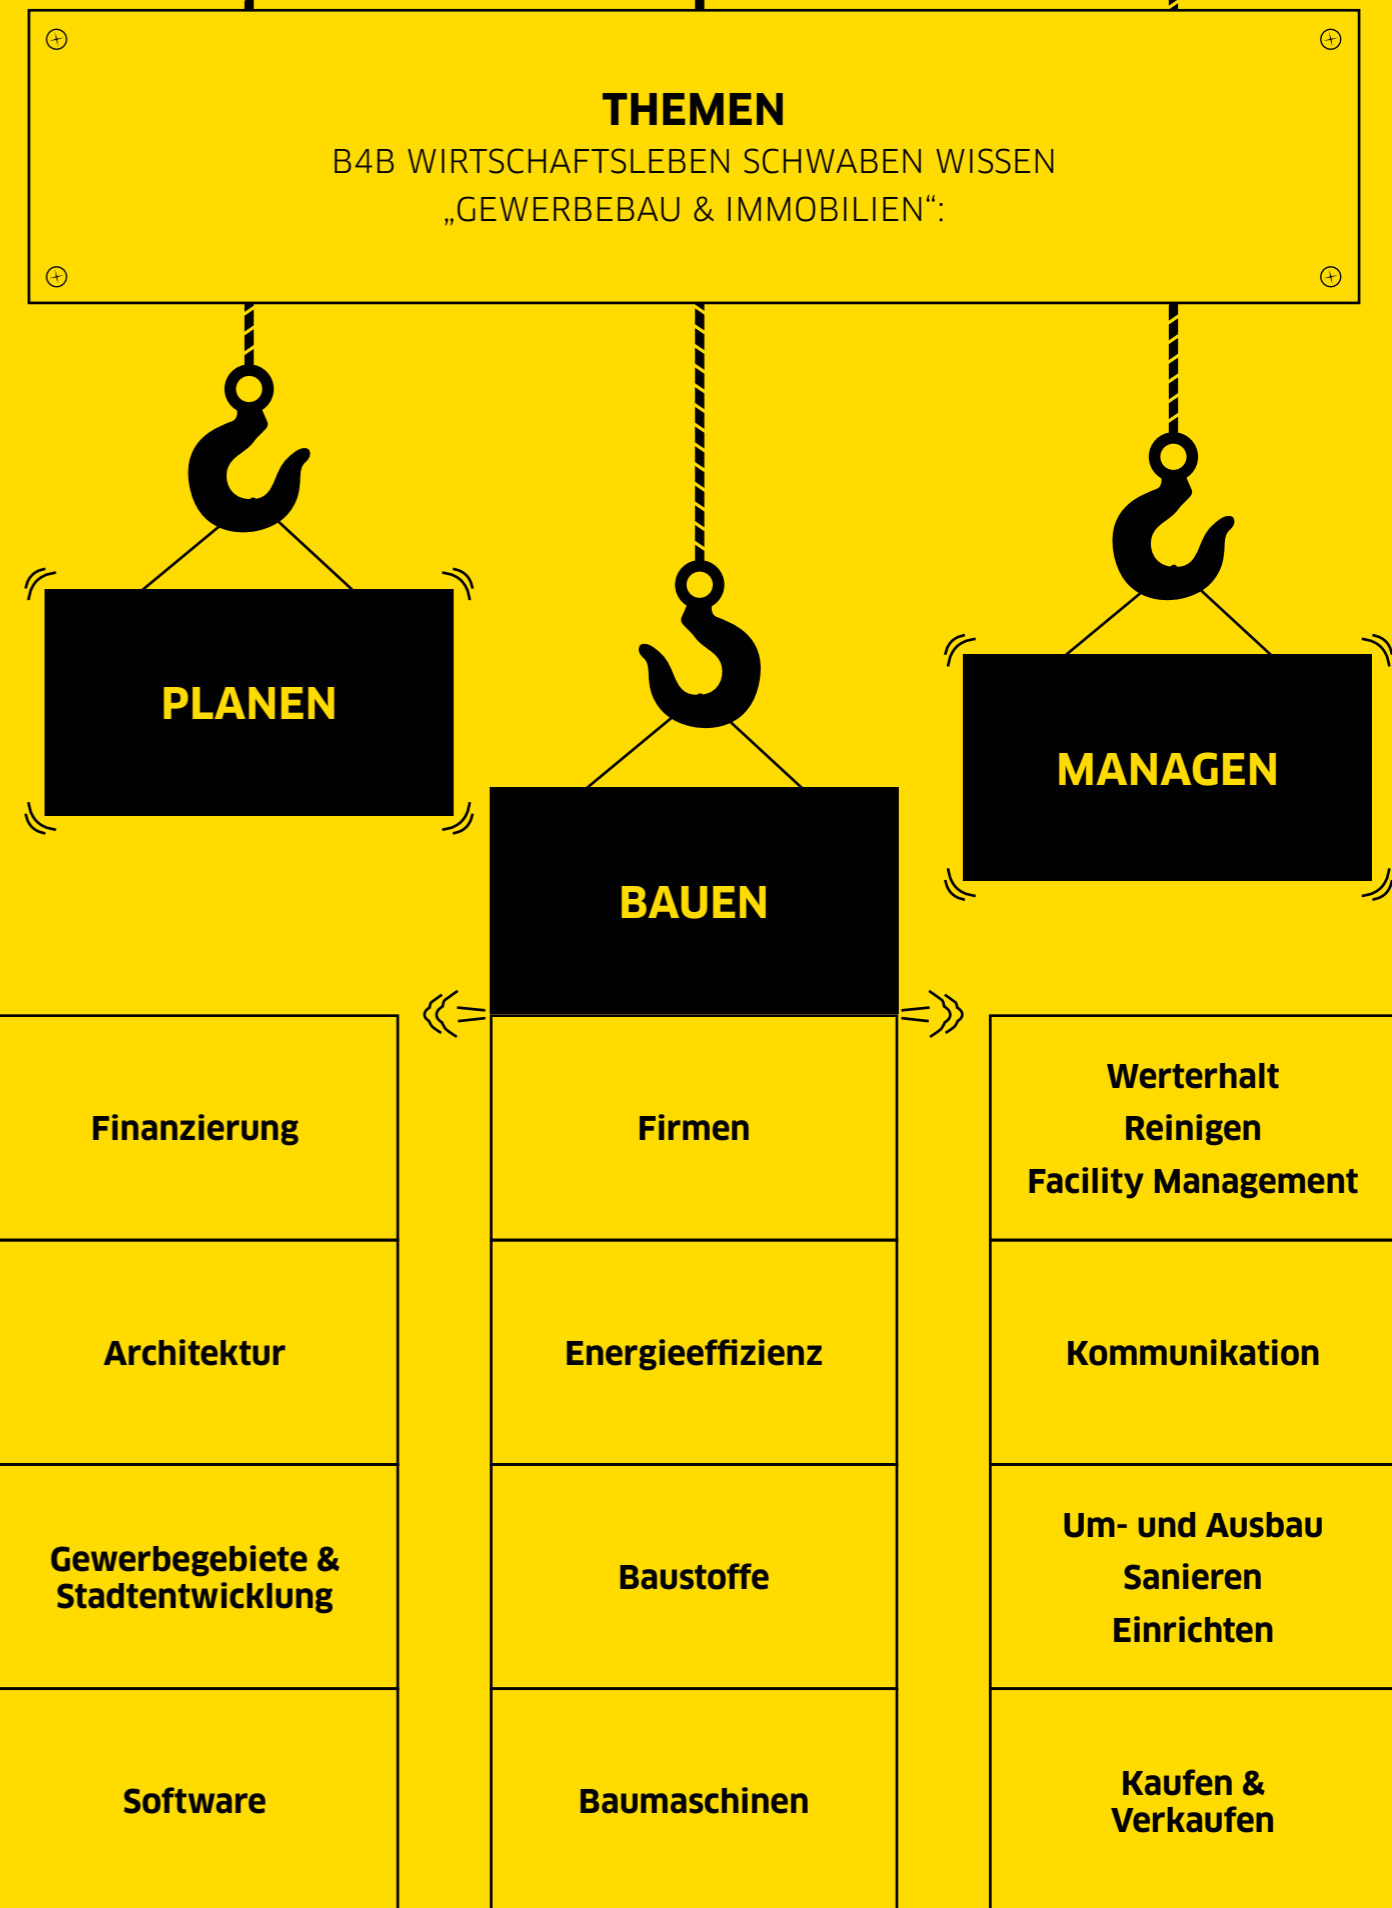 THEMEN
B4B WIRTSCHAFTSLEBEN SCHWABEN WISSEN
„GEWERBEBAU & IMMOBILIEN“:
PLANEN
BAUEN
MANAGEN
Finanzierung
Architektur
Gewerbegebiete &
Stadtentwicklung
Software
Firmen
Energieeffizienz
Baustoffe
Baumaschinen
Werterhalt
Reinigen
Facility Management
Kommunikation
Um- und Ausbau
Sanieren
Einrichten
Kaufen &
Verkaufen